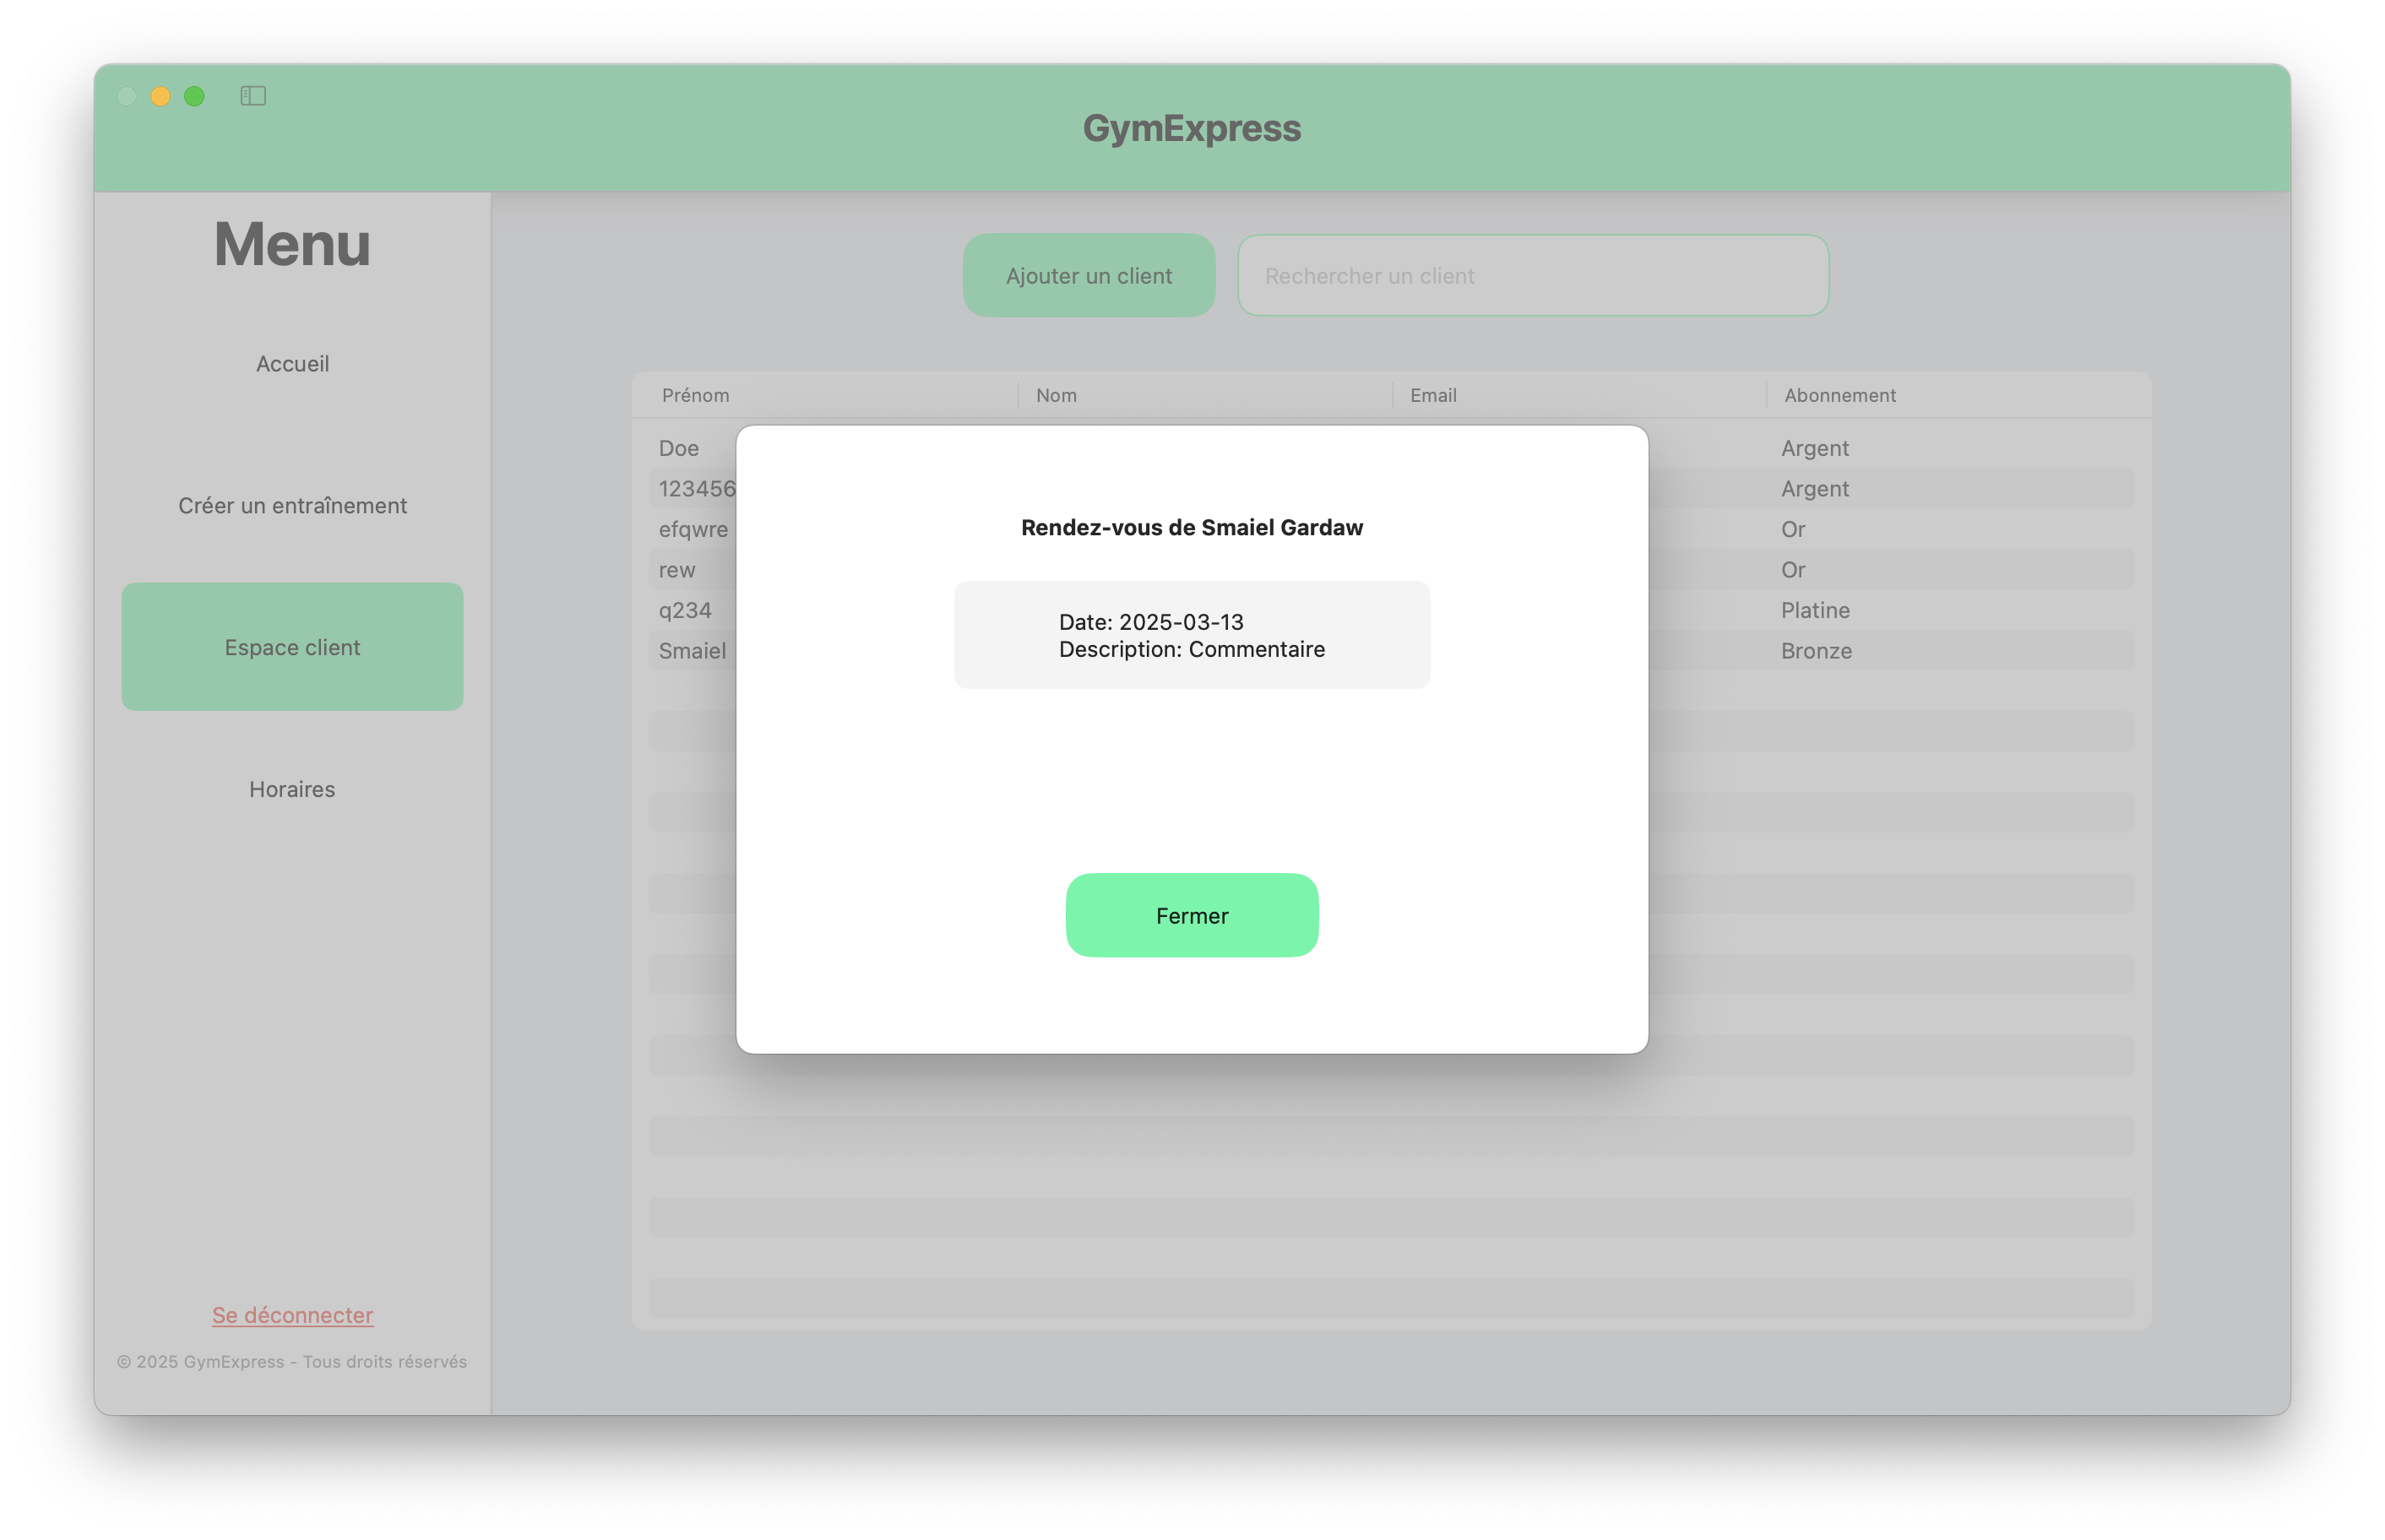 GymExpress
Menu
Accueil
Créer un entraînement
Espace client
Horaires
Se déconnecter
© 2025 GymExpress - Tous droits réservés
Ajouter un client
Rechercher un client
Prénom Nom Email Abonnement
Doe Argent
123456 Argent
efqwre Or
rew Or
q234 Platine
Smaiel Bronze
Rendez-vous de Smaiel Gardaw
Date: 2025-03-13
Description: Commentaire
Fermer